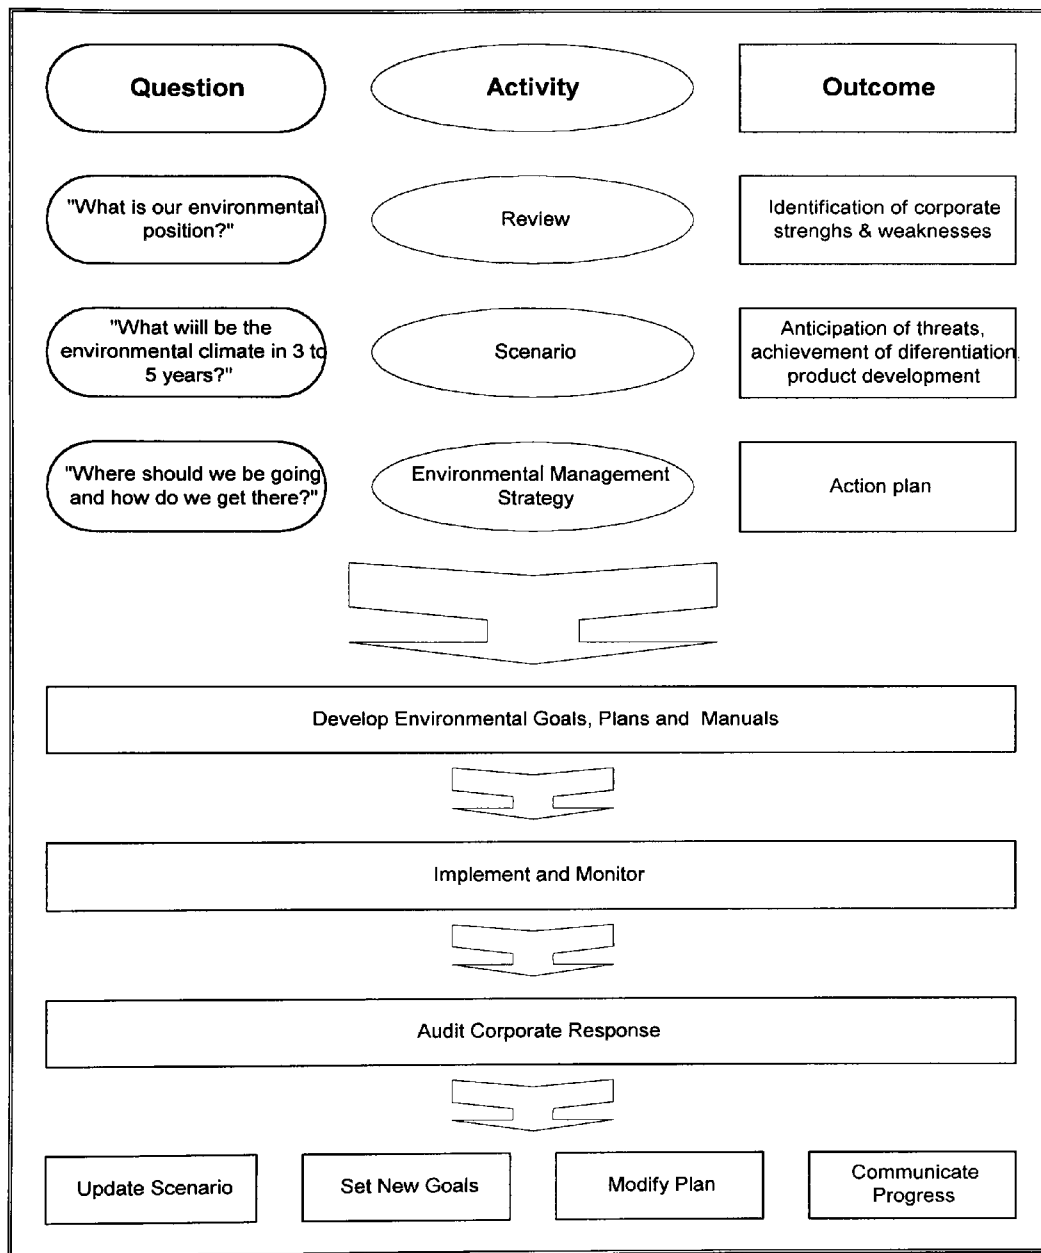 Question
Activity
Outcome
"What is our environmental
position?"
Review
Identification of corporate
strenghs & weaknesses
"What wiill be the
environmental climate in 3 to
5 years?"
Scenario
Anticipation of threats,
achievement of diferentiation,
product development
"Where should we be going
and how do we get there?"
Environmental Management
Strategy
Action plan
Develop Environmental Goals, Plans and Manuals
Implement and Monitor
Audit Corporate Response
Update Scenario
Set New Goals
Modify Plan
Communicate
Progress